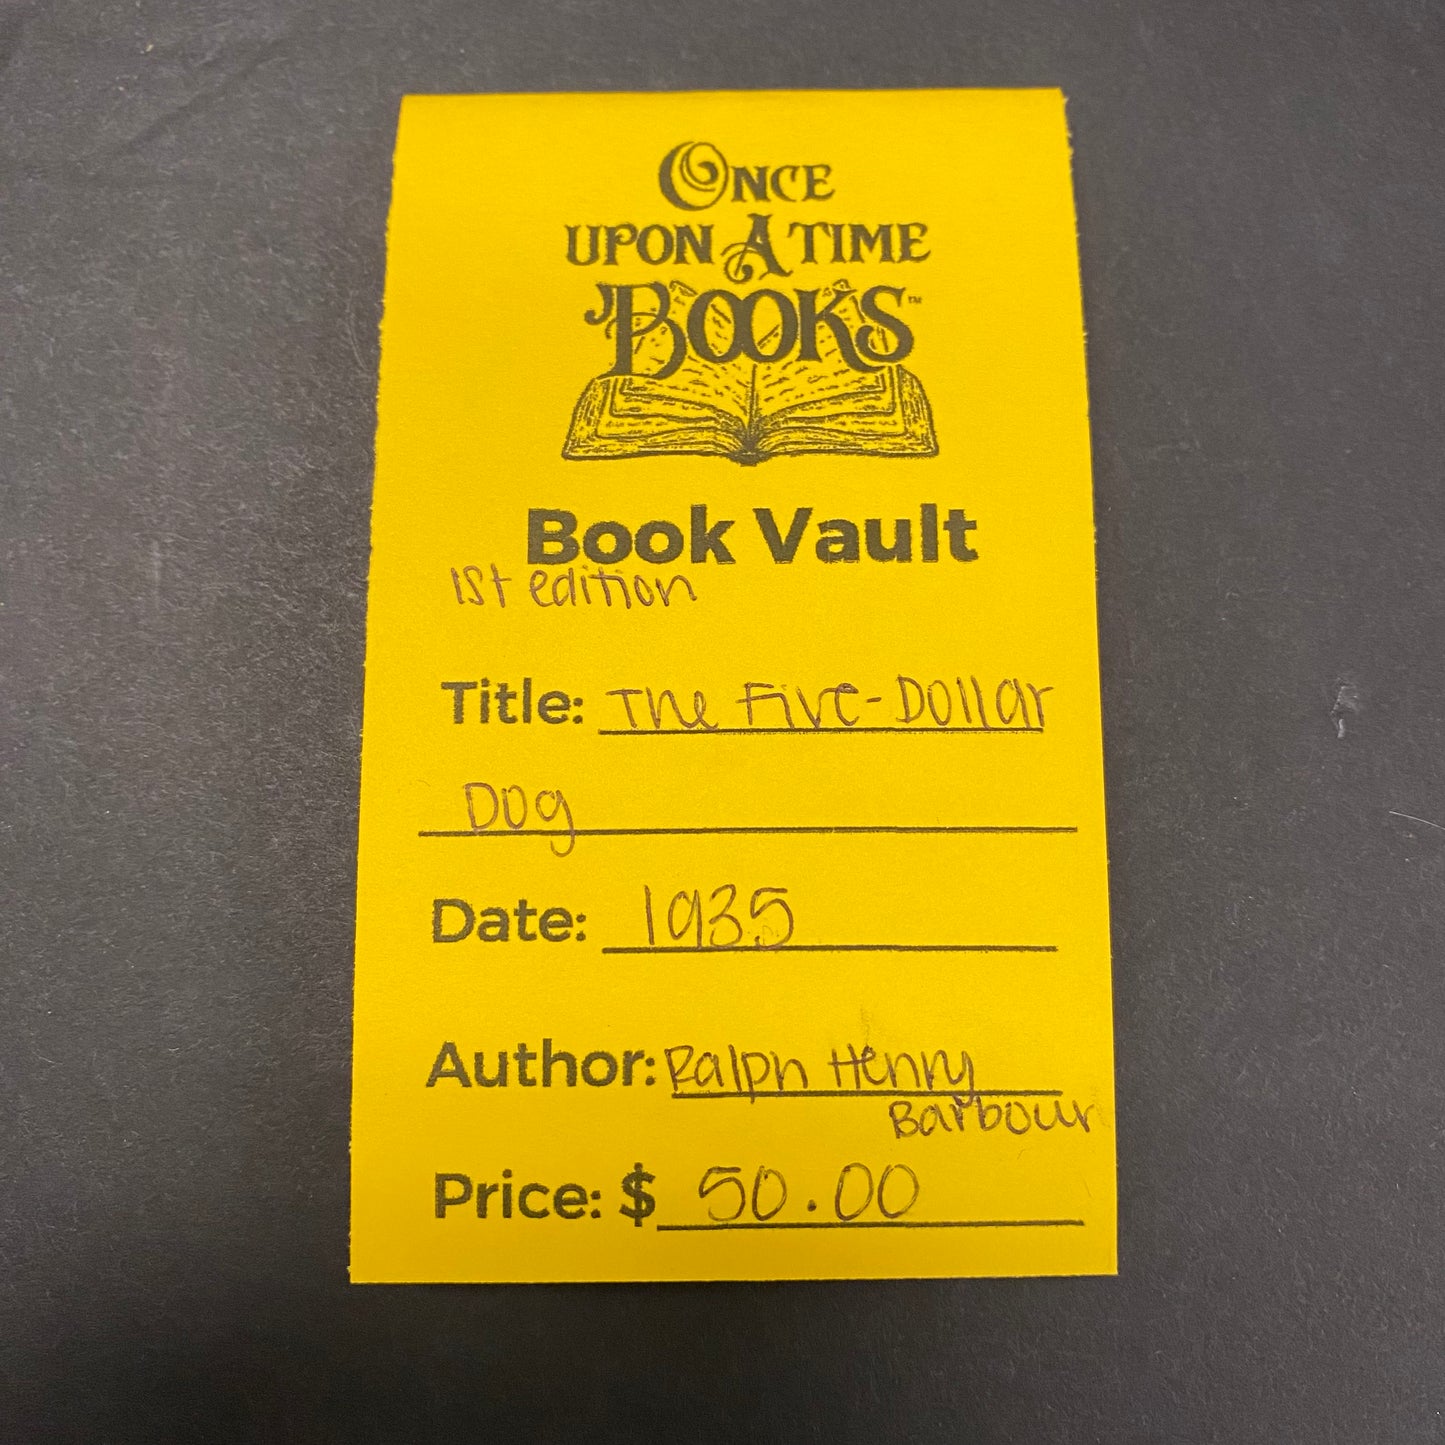 ONCE
UPON A TIME
BOOKS™
Book Vault
1st edition
Title: The Five-Dollar
Dog
Date: 1935
Author: Ralph Henry
Barbour
Price: $ 50.00